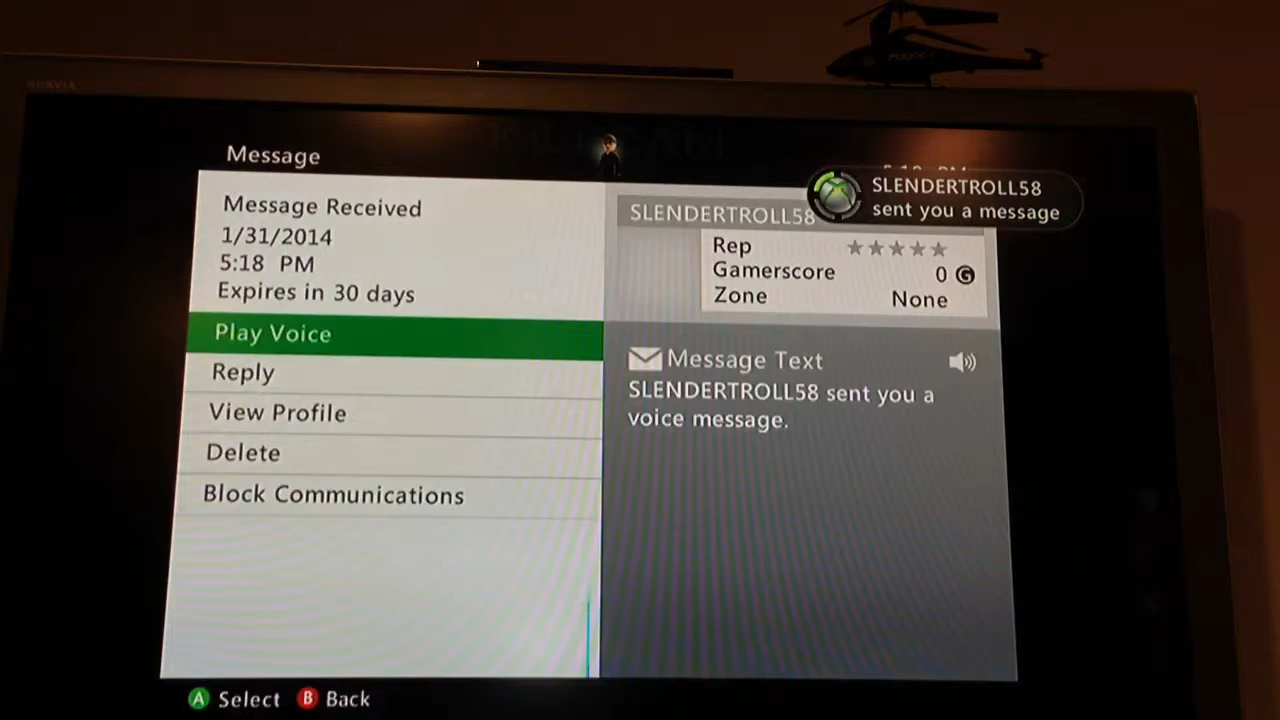 BRAVIA
Message
SLENDERTROLL58
sent you a message
Message Received
1/31/2014
5:18 PM
Expires in 30 days
Play Voice
Reply
View Profile
Delete
Block Communications
SLENDERTROLL58
Rep
Gamerscore 0 G
Zone None
Message Text
SLENDERTROLL58 sent you a
voice message.
A Select B Back